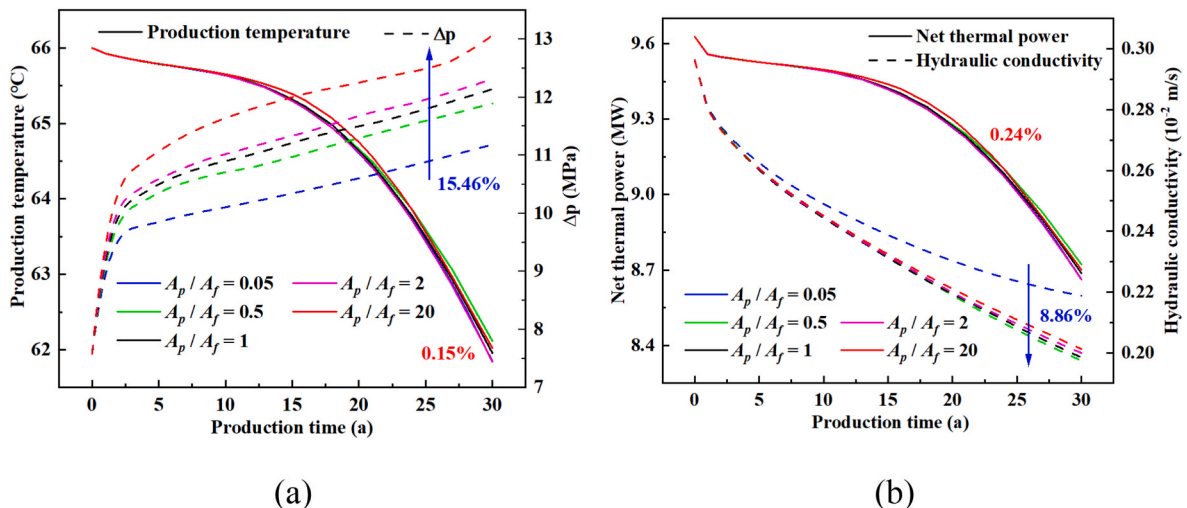 Production temperature
Δp
66
65
64
63
62
13
12
11
10
9
8
7
Production temperature (℃)
Δp (MPa)
15.46%
A_p / A_f = 0.05
A_p / A_f = 2
A_p / A_f = 0.5
A_p / A_f = 20
A_p / A_f = 1
0.15%
0 5 10 15 20 25 30
Production time (a)
(a)
Net thermal power
Hydraulic conductivity
9.6
9.3
9.0
8.7
8.4
0.30
0.28
0.26
0.24
0.22
0.20
Net thermal power (MW)
Hydraulic conductivity (10⁻² m/s)
0.24%
8.86%
A_p / A_f = 0.05
A_p / A_f = 0.5
A_p / A_f = 2
A_p / A_f = 1
A_p / A_f = 20
0 5 10 15 20 25 30
Production time (a)
(b)